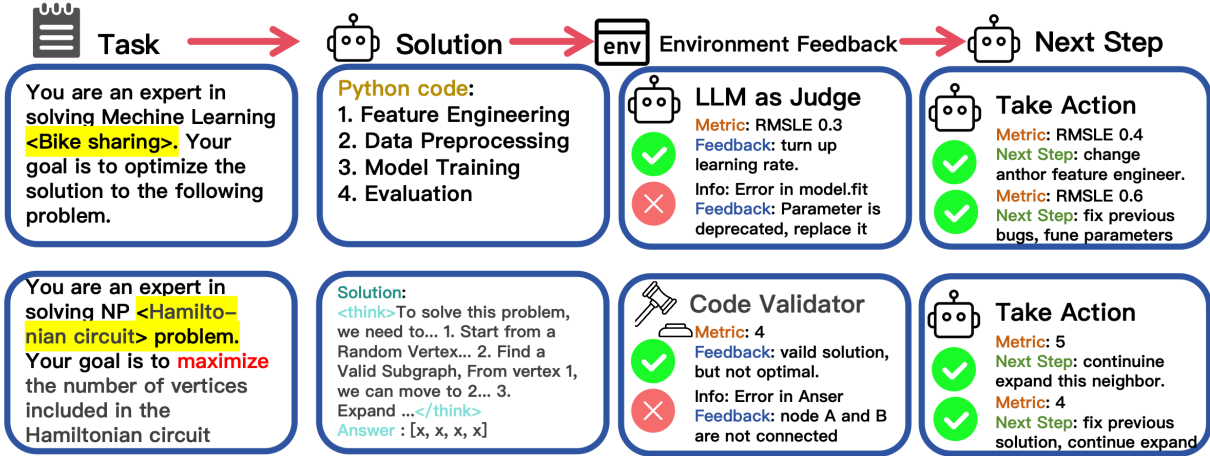 Task
Solution
env
Environment Feedback
Next Step
You are an expert in
solving Mechine Learning
<Bike sharing>. Your
goal is to optimize the
solution to the following
problem.
Python code:
1. Feature Engineering
2. Data Preprocessing
3. Model Training
4. Evaluation
LLM as Judge
Metric: RMSLE 0.3
Feedback: turn up
learning rate.
Info: Error in model.fit
Feedback: Parameter is
deprecated, replace it
Take Action
Metric: RMSLE 0.4
Next Step: change
anthor feature engineer.
Metric: RMSLE 0.6
Next Step: fix previous
bugs, fune parameters
You are an expert in
solving NP <Hamilto-
nian circuit> problem.
Your goal is to maximize
the number of vertices
included in the
Hamiltonian circuit
Solution:
<think>To solve this problem,
we need to... 1. Start from a
Random Vertex... 2. Find a
Valid Subgraph, From vertex 1,
we can move to 2... 3.
Expand ...</think>
Answer : [x, x, x, x]
Code Validator
Metric: 4
Feedback: vaild solution,
but not optimal.
Info: Error in Anser
Feedback: node A and B
are not connected
Take Action
Metric: 5
Next Step: continuine
expand this neighbor.
Metric: 4
Next Step: fix previous
solution, continue expand